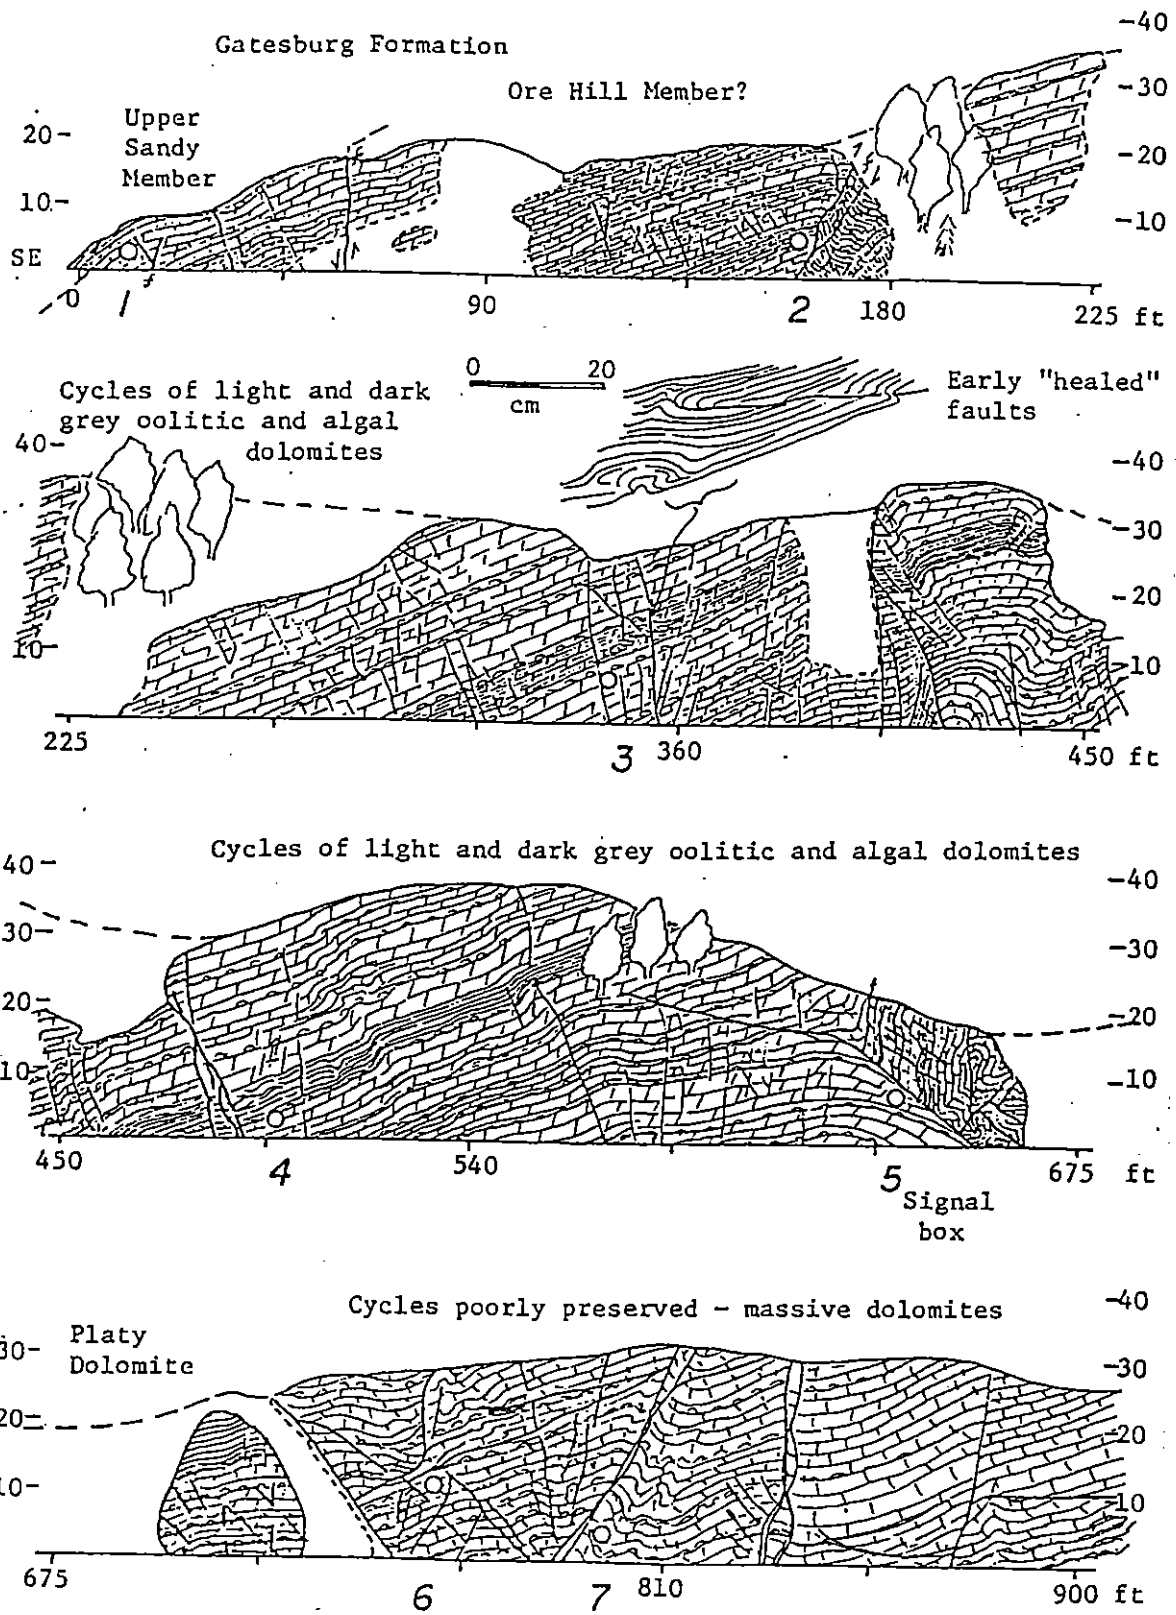 Gatesburg Formation
Ore Hill Member?
Upper
Sandy
Member
20-
10-
-40
-30
-20
-10
SE
f
f
f
0
1
90
2
180
225 ft
Cycles of light and dark
grey oolitic and algal
dolomites
0 20
cm
Early "healed"
faults
40-
10-
-40
-30
-20
-10
225
3
360
450 ft
Cycles of light and dark grey oolitic and algal dolomites
40-
30-
20-
10-
-40
-30
-20
-10
450
4
540
5
675 ft
Signal
box
Cycles poorly preserved - massive dolomites
Platy
Dolomite
30-
20-
10-
-40
-30
-20
-10
675
6
7
810
900 ft